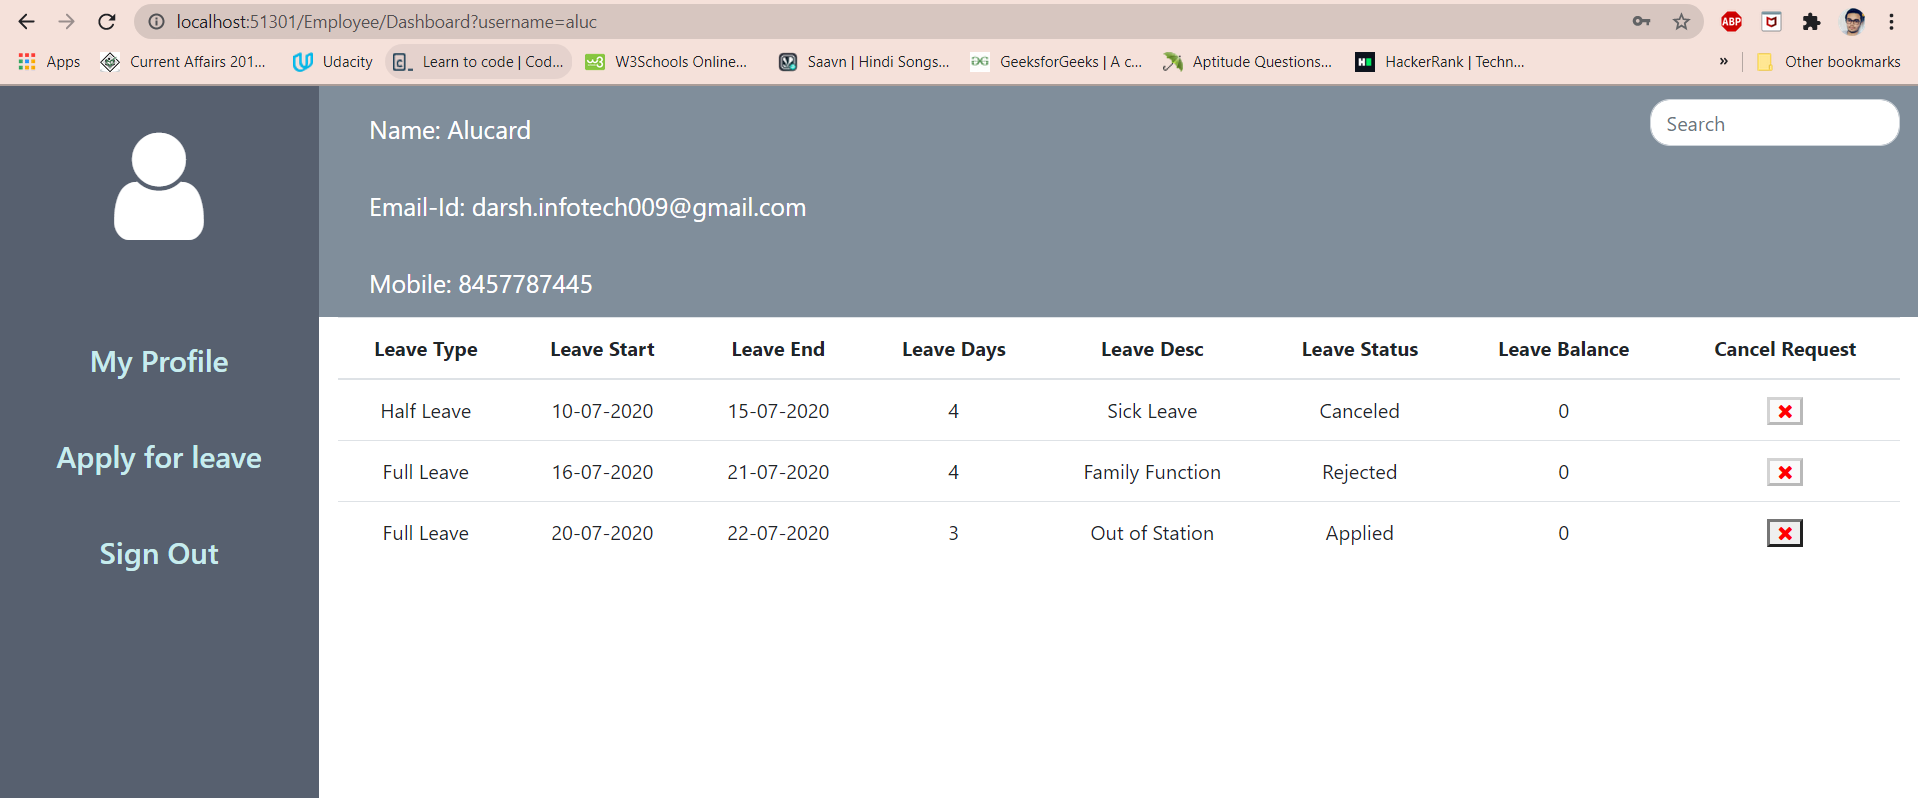 localhost:51301/Employee/Dashboard?username=aluc
ABP
Apps Current Affairs 201... Udacity Learn to code | Cod... W3Schools Online... Saavn | Hindi Songs... GeeksforGeeks | A c... Aptitude Questions... HackerRank | Techn... » Other bookmarks
Name: Alucard
Search
Email-Id: darsh.infotech009@gmail.com
Mobile: 8457787445
My Profile
Apply for leave
Sign Out
Leave Type Leave Start Leave End Leave Days Leave Desc Leave Status Leave Balance Cancel Request
Half Leave 10-07-2020 15-07-2020 4 Sick Leave Canceled 0
Full Leave 16-07-2020 21-07-2020 4 Family Function Rejected 0
Full Leave 20-07-2020 22-07-2020 3 Out of Station Applied 0